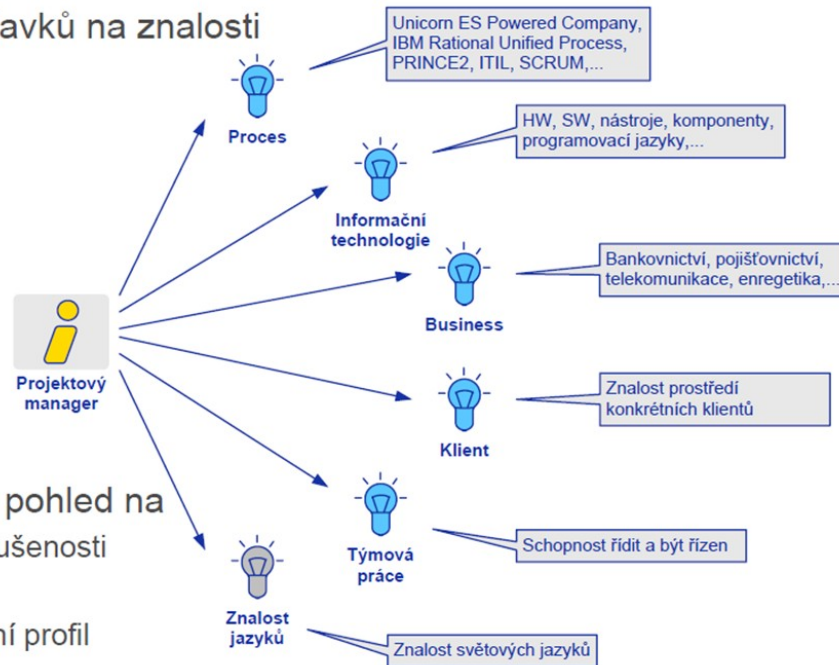 avků na znalosti
Unicorn ES Powered Company,
IBM Rational Unified Process,
PRINCE2, ITIL, SCRUM,...
Proces
HW, SW, nástroje, komponenty,
programovací jazyky,...
Informační
technologie
Bankovnictví, pojišťovnictví,
telekomunikace, enregetika,...
Business
Projektový
manager
Znalost prostředí
konkrétních klientů
Klient
pohled na
ušenosti
Týmová
práce
Schopnost řídit a být řízen
ní profil
Znalost
jazyků
Znalost světových jazyků